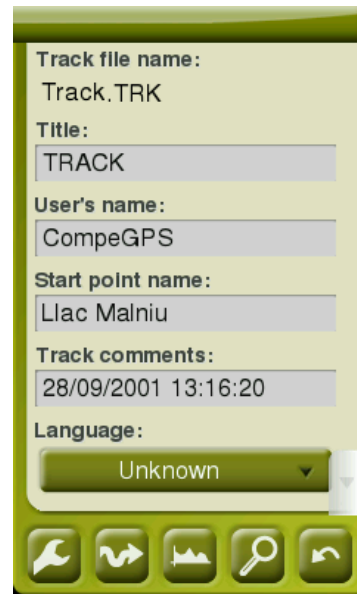 Track file name:
Track.TRK
Title:
TRACK
User's name:
CompeGPS
Start point name:
Llac Malniu
Track comments:
28/09/2001 13:16:20
Language:
Unknown